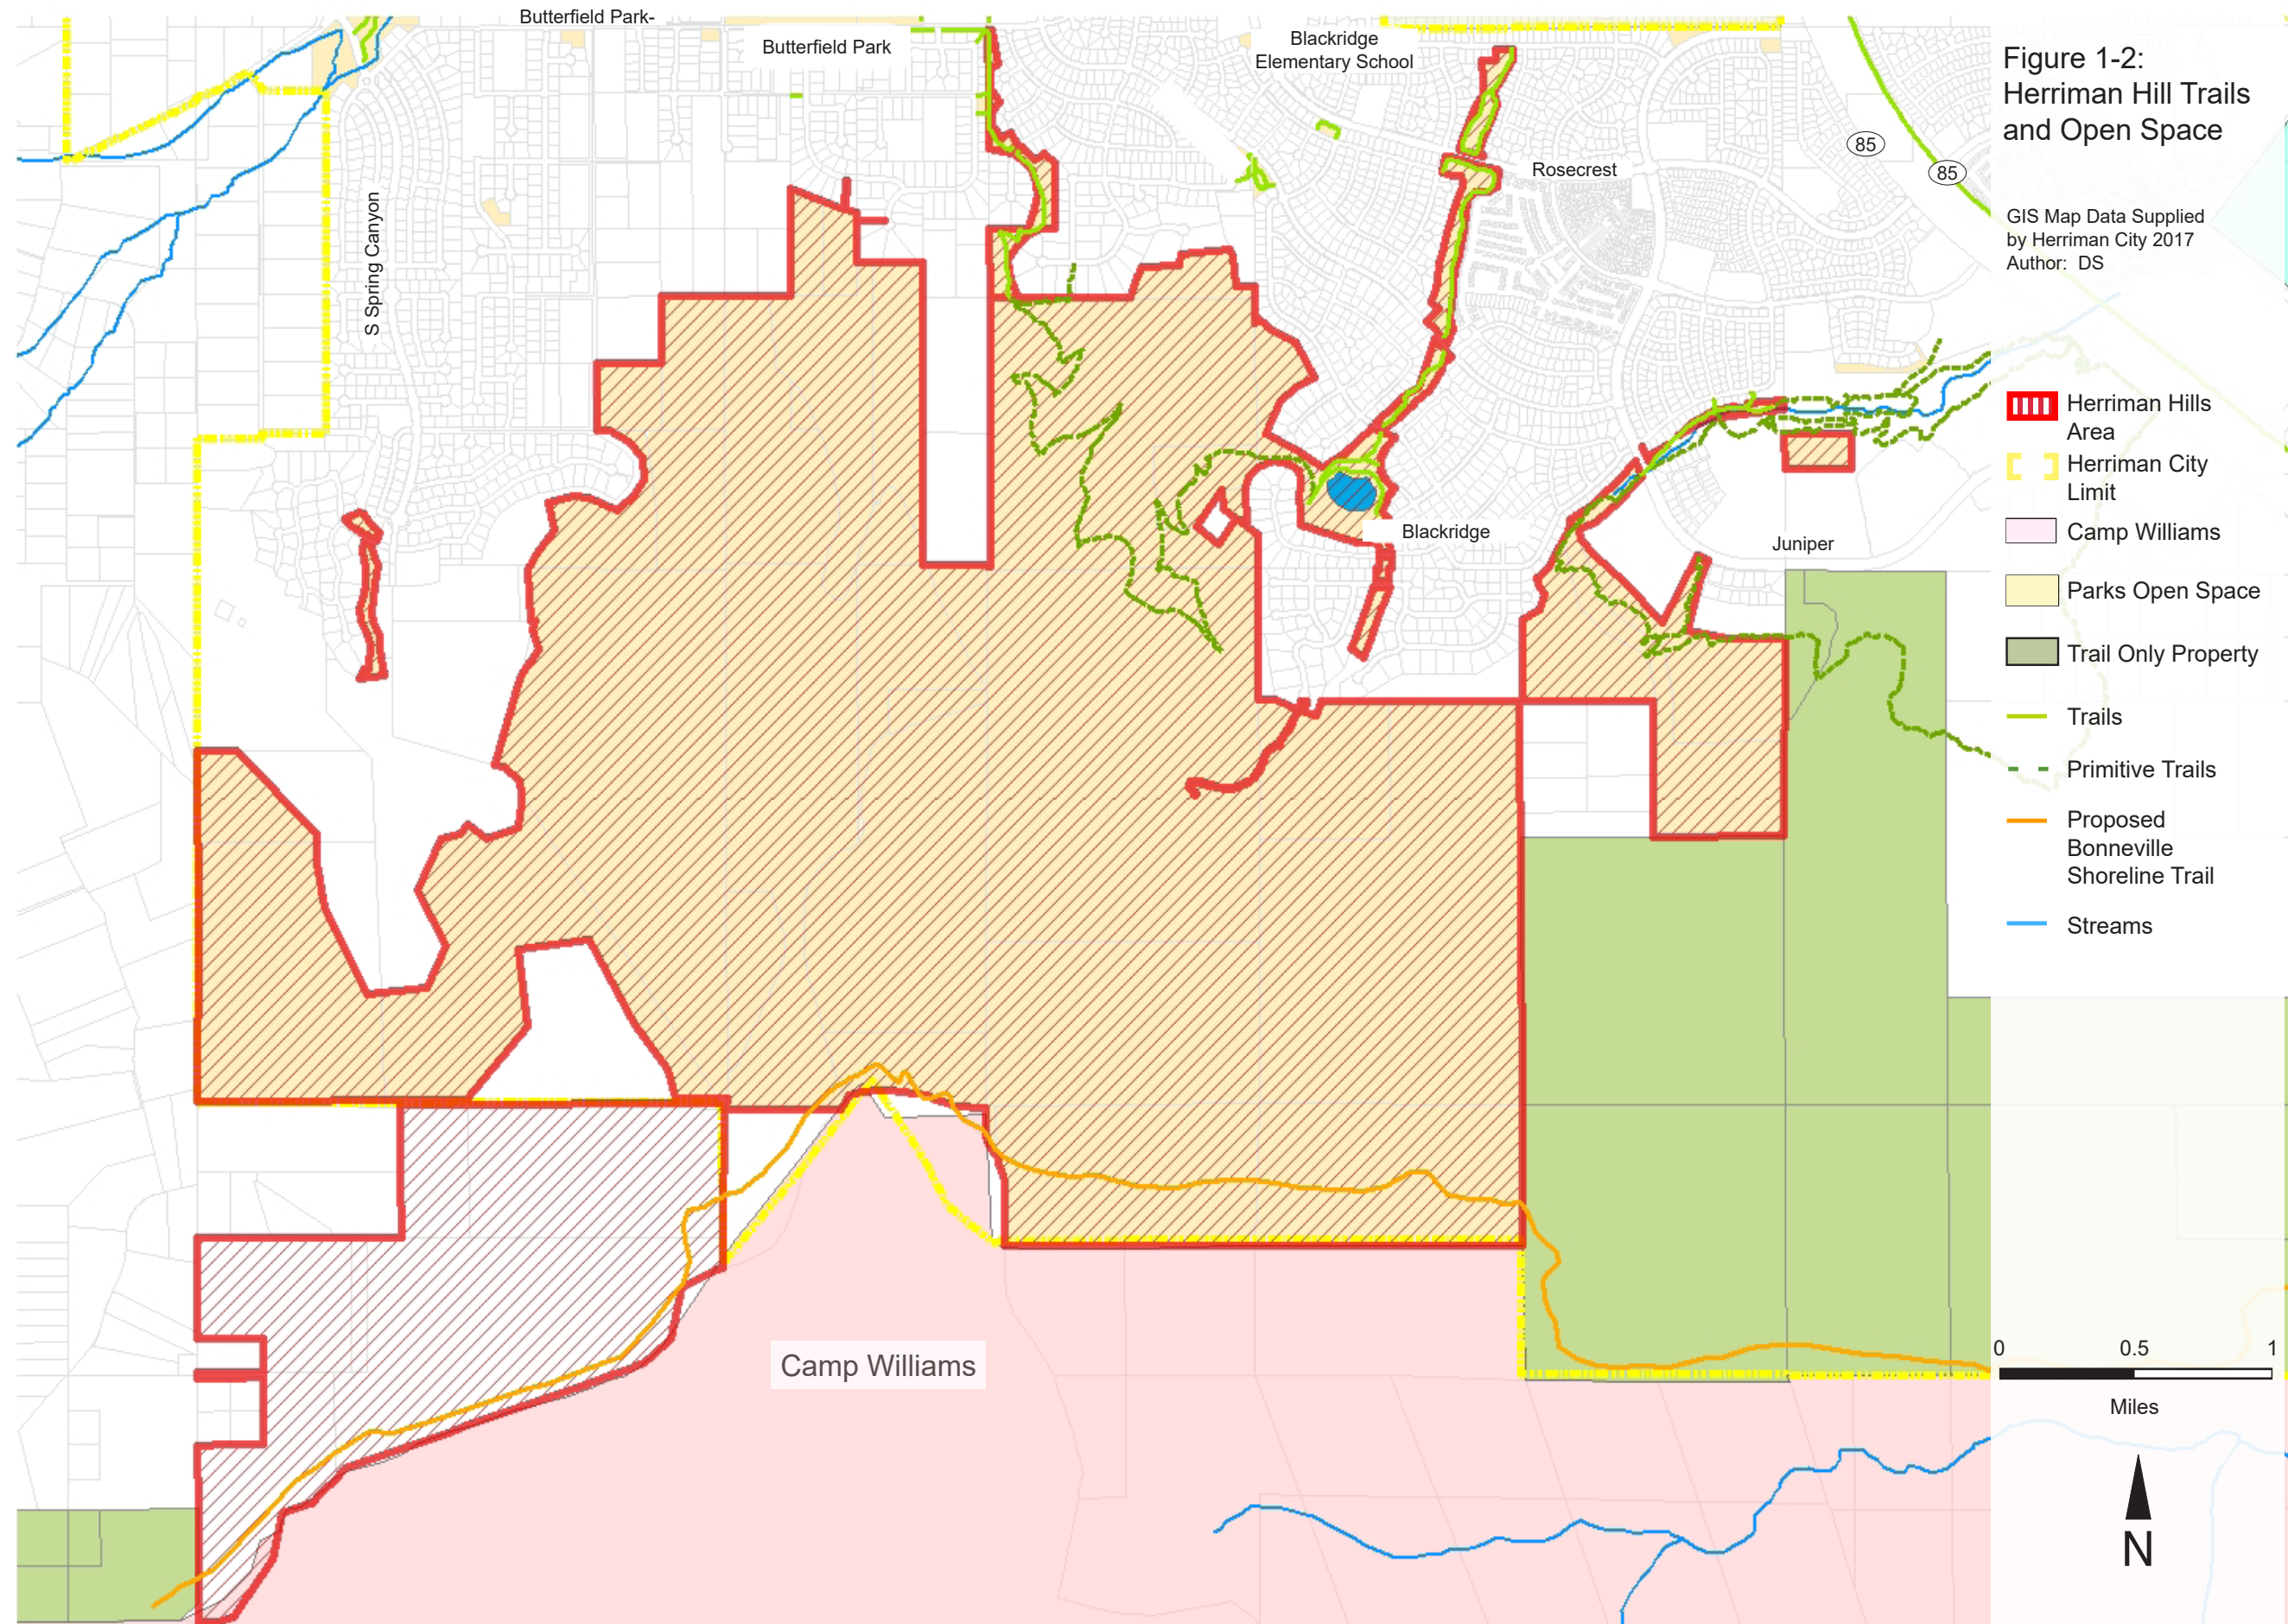 Butterfield Park-
Butterfield Park
Blackridge
Elementary School
Rosecrest
85
85
S Spring Canyon
Blackridge
Juniper
Camp Williams
Figure 1-2:
Herriman Hill Trails
and Open Space
GIS Map Data Supplied
by Herriman City 2017
Author: DS
Herriman Hills
Area
Herriman City
Limit
Camp Williams
Parks Open Space
Trail Only Property
Trails
Primitive Trails
Proposed
Bonneville
Shoreline Trail
Streams
0 0.5 1
Miles
N